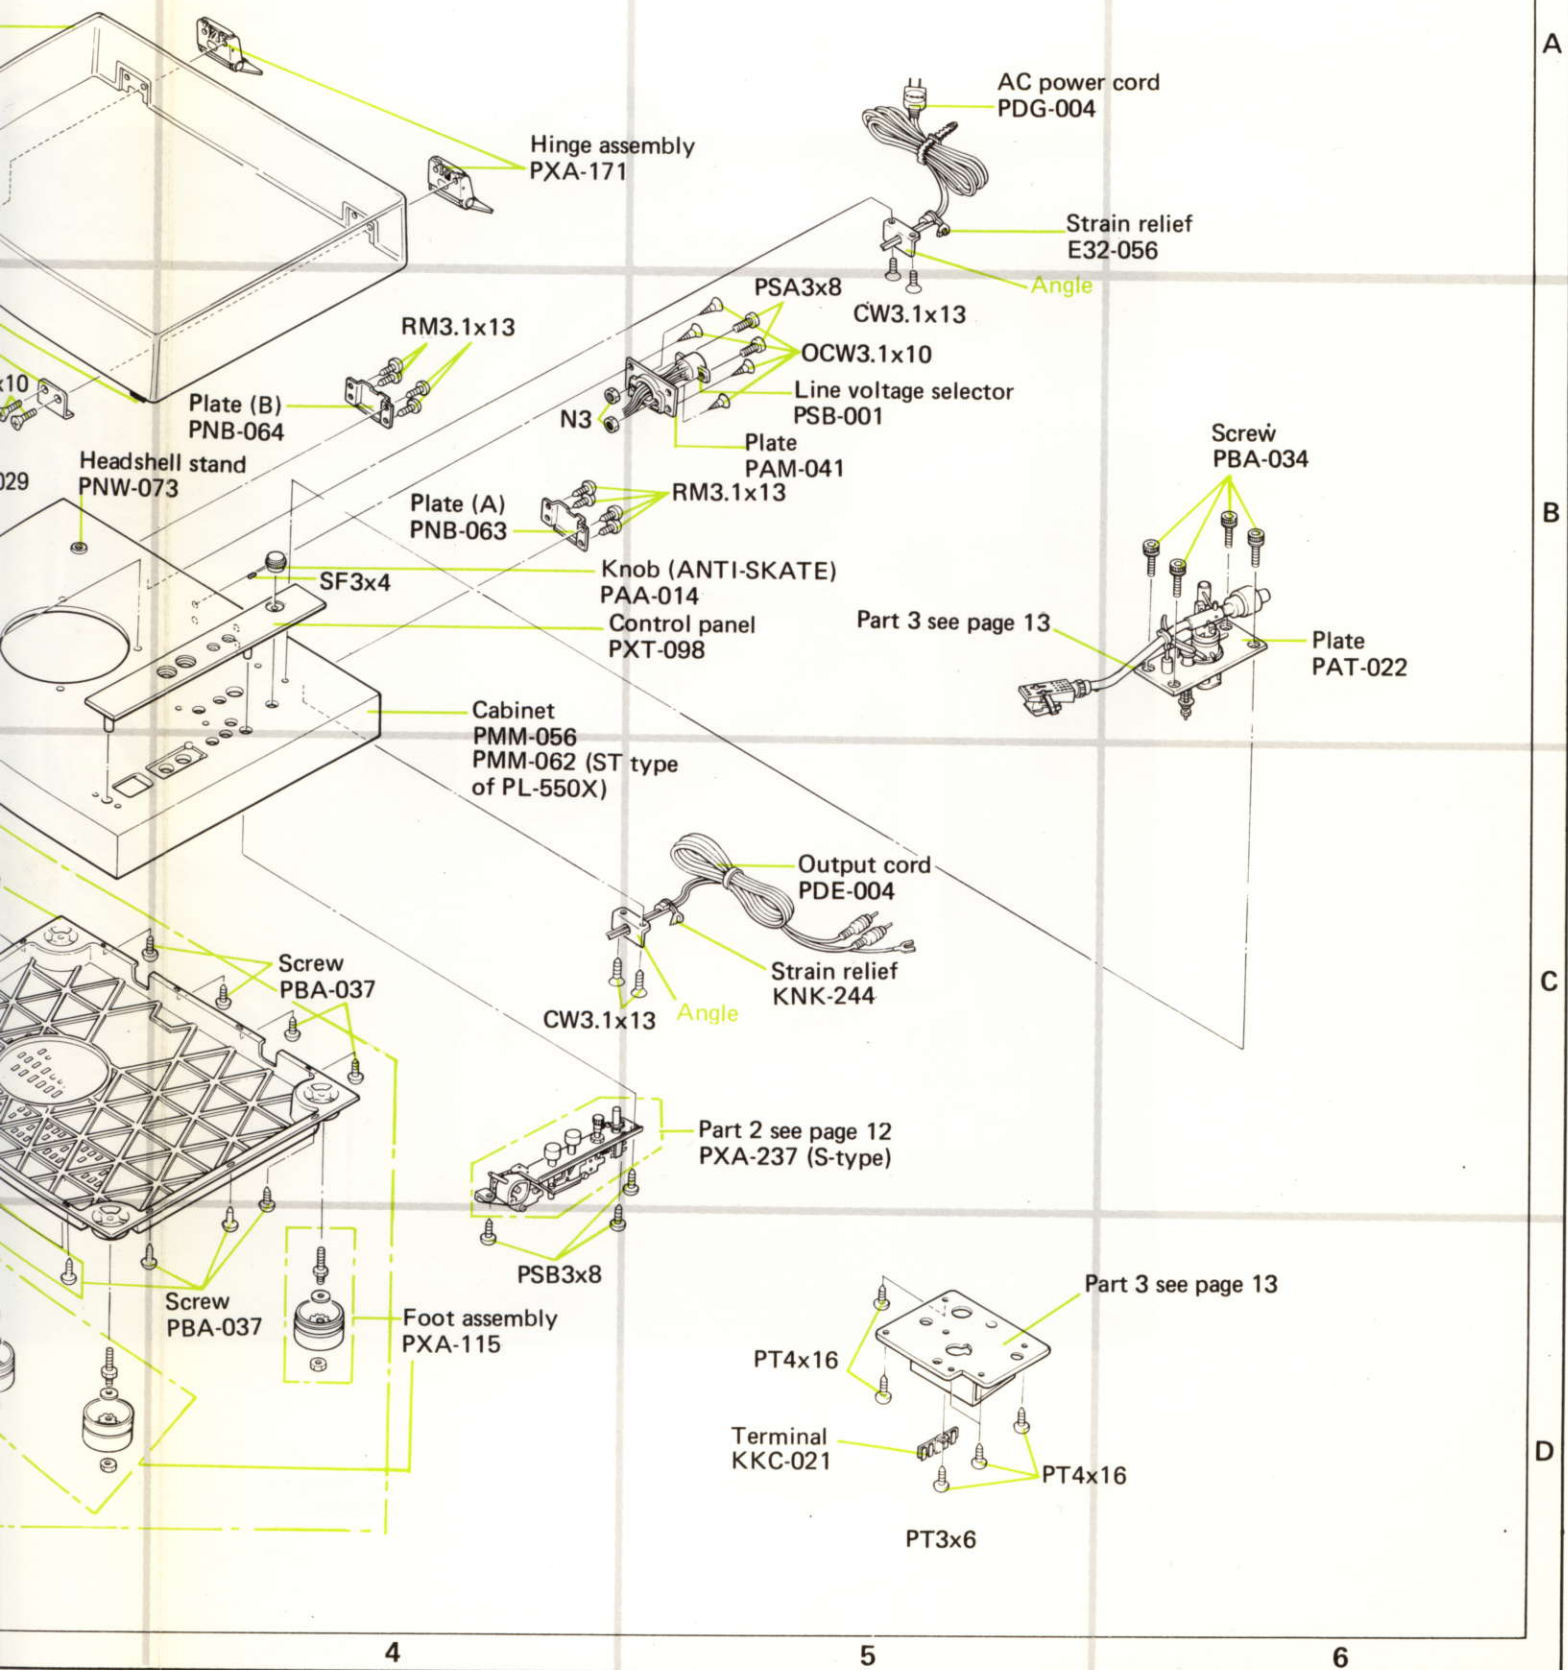 A
AC power cord
PDG-004
Hinge assembly
PXA-171
Strain relief
E32-056
Angle
PSA3x8
CW3.1x13
RM3.1x13
OCW3.1x10
x10
Plate (B)
PNB-064
Line voltage selector
PSB-001
N3
Plate
PAM-041
Screw
PBA-034
029
Headshell stand
PNW-073
Plate (A)
PNB-063
RM3.1x13
B
SF3x4
Knob (ANTI-SKATE)
PAA-014
Control panel
PXT-098
Part 3 see page 13
Plate
PAT-022
Cabinet
PMM-056
PMM-062 (ST type
of PL-550X)
Output cord
PDE-004
Screw
PBA-037
Strain relief
KNK-244
C
CW3.1x13
Angle
Part 2 see page 12
PXA-237 (S-type)
PSB3x8
Screw
PBA-037
Foot assembly
PXA-115
Part 3 see page 13
PT4x16
Terminal
KKC-021
PT4x16
D
PT3x6
4
5
6